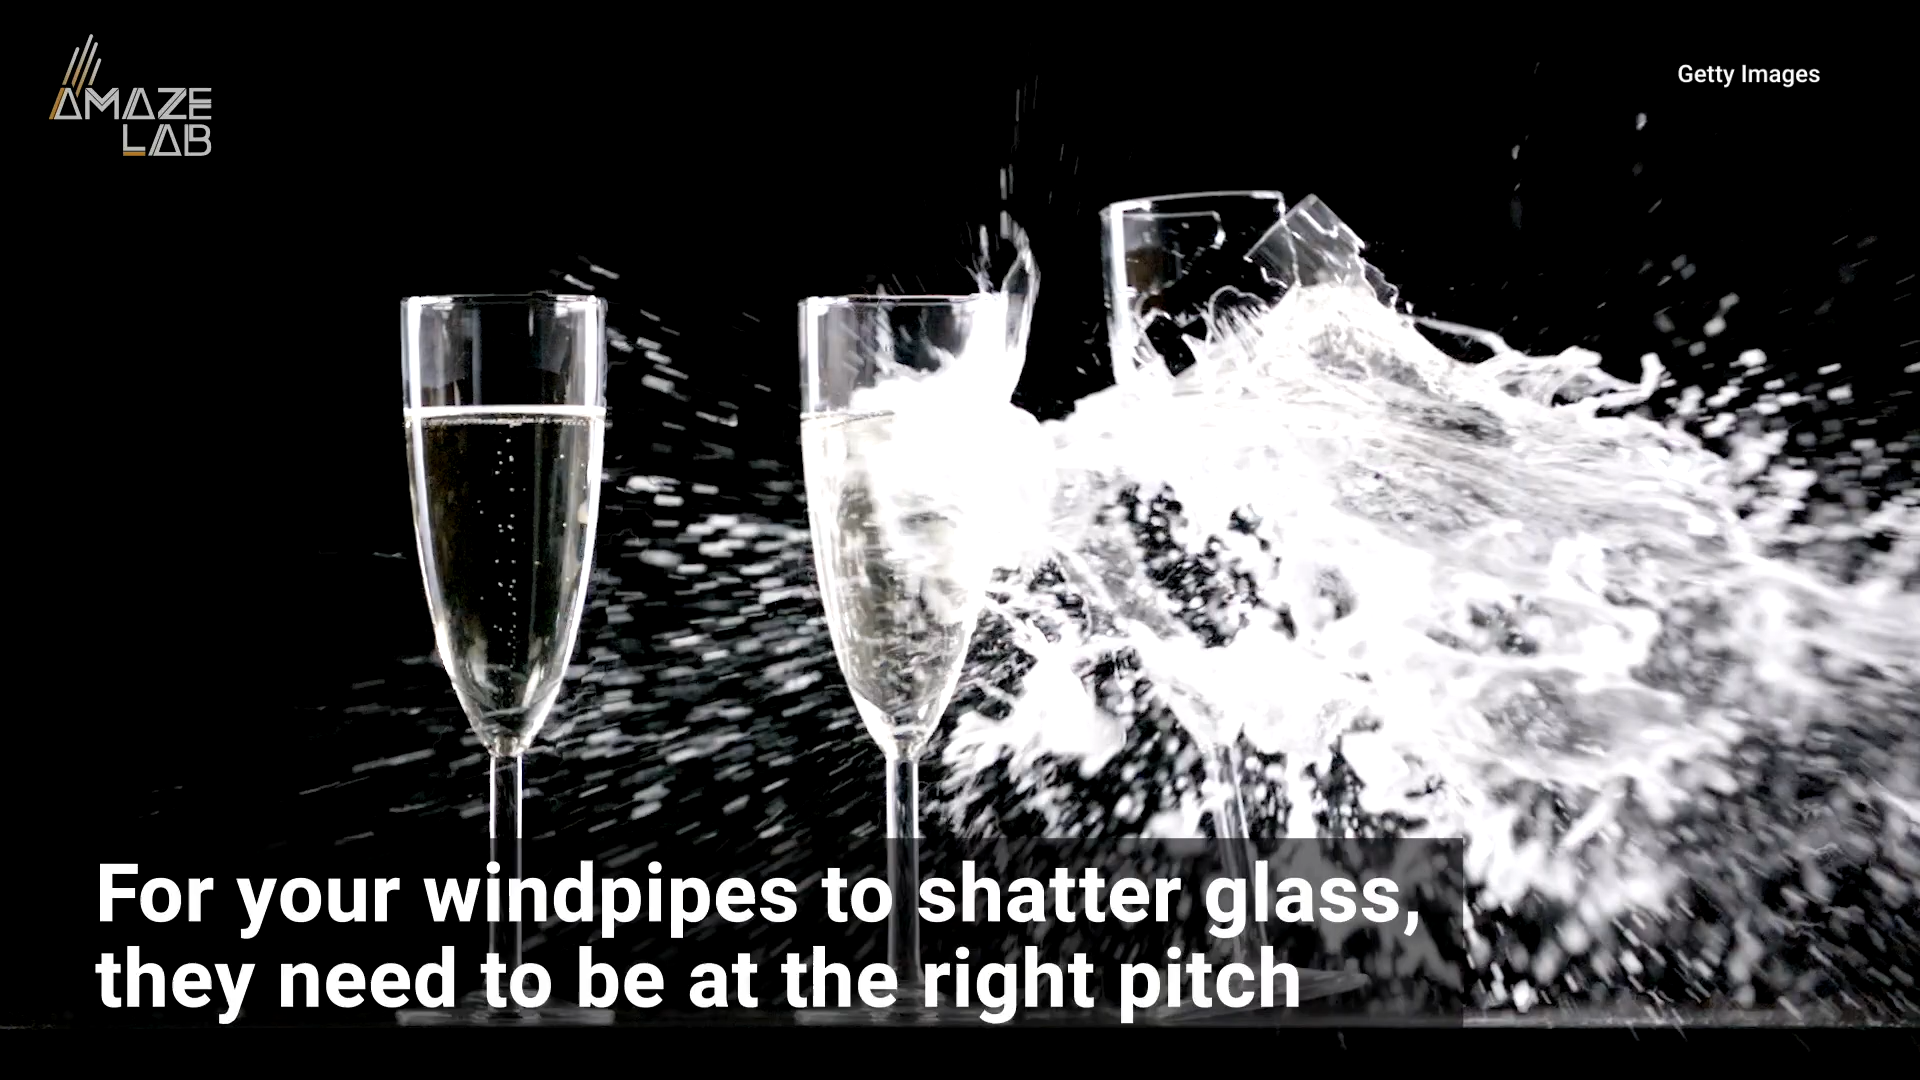 AMAZE
LAB
Getty Images
For your windpipes to shatter glass,
they need to be at the right pitch